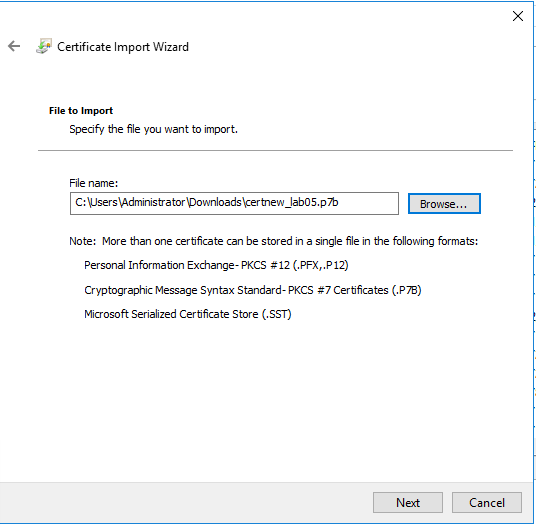 Certificate Import Wizard
File to Import
Specify the file you want to import.
File name:
C:\Users\Administrator\Downloads\certnew_lab05.p7b
Browse...
Note: More than one certificate can be stored in a single file in the following formats:
Personal Information Exchange- PKCS #12 (.PFX,.P12)
Cryptographic Message Syntax Standard- PKCS #7 Certificates (.P7B)
Microsoft Serialized Certificate Store (.SST)
Next
Cancel